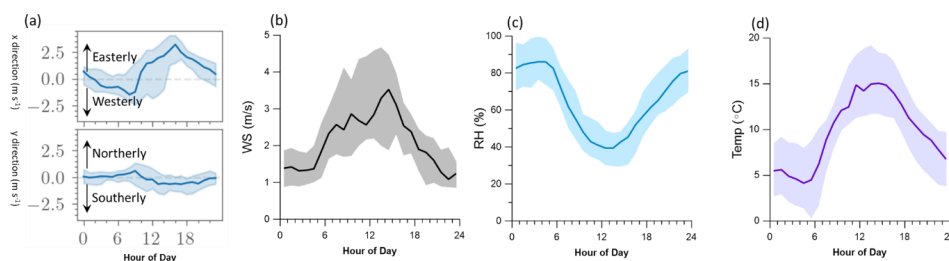 (a)
x direction (m s⁻¹)
2.5
0.0
−2.5
Easterly
Westerly
y direction (m s⁻¹)
2.5
0.0
−2.5
Northerly
Southerly
0 6 12 18
Hour of Day
(b)
WS (m/s)
5
4
3
2
1
0 6 12 18 24
Hour of Day
(c)
RH (%)
100
80
60
40
20
0
0 6 12 18 24
Hour of Day
(d)
Temp (°C)
20
15
10
5
0
0 6 12 18 2
Hour of Day